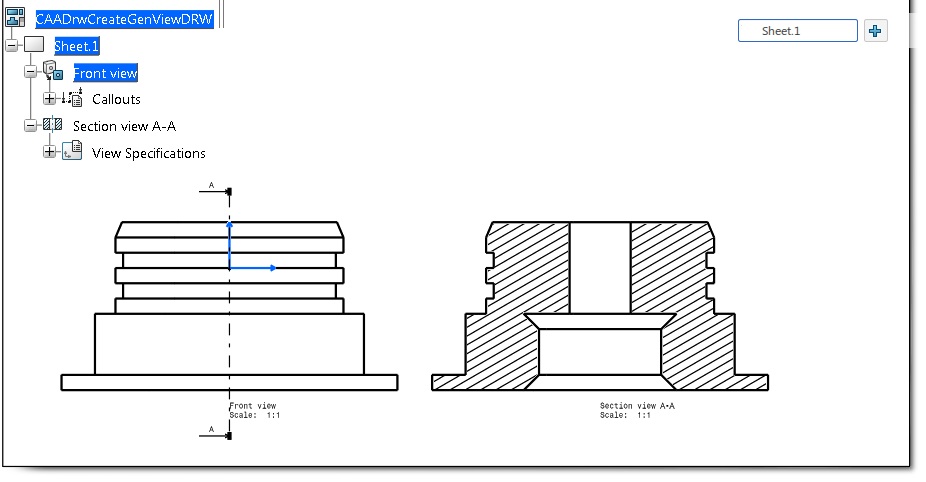 CAADrwCreateGenViewDRW
Sheet.1
Sheet.1
Front view
Callouts
Section view A-A
View Specifications
A
Front view
Scale: 1:1
Section view A-A
Scale: 1:1
A